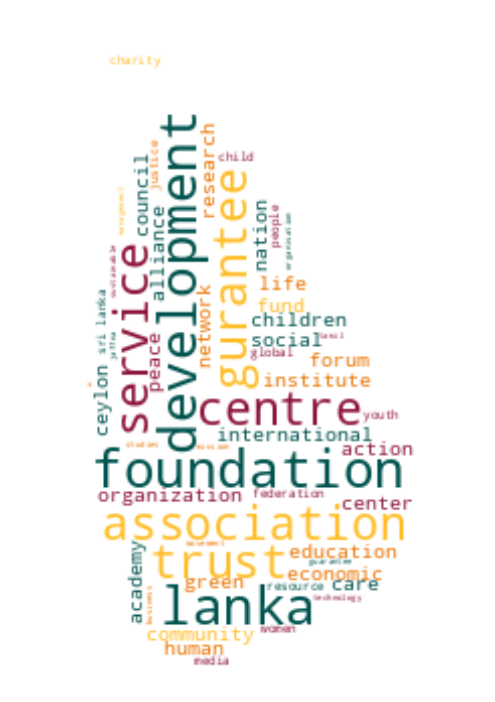 charity
development
research
justice
child
council
gurantee
management
nation
people
organisation
alliance
service
sustainable
life
sri lanka
network
fund
children
jaffna
peace
social
tamil
global
forum
ceylon
institute
centre
youth
international
studies
mission
action
foundation
organization
federation
center
association
academy
movement
trust
education
guarantee
economic
green
resource
care
business
technology
lanka
community
women
human
media